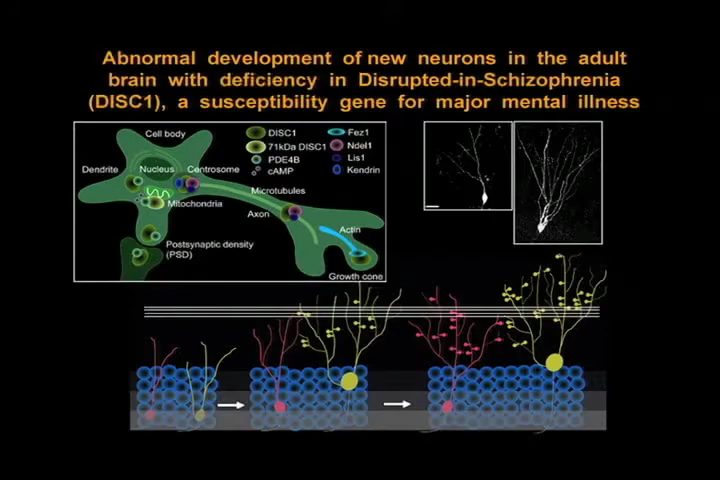 Abnormal development of new neurons in the adult
brain with deficiency in Disrupted-in-Schizophrenia
(DISC1), a susceptibility gene for major mental illness
Cell body
Dendrite
Nucleus
Centrosome
Mitochondria
Microtubules
Axon
Actin
Postsynaptic density
(PSD)
Growth cone
DISC1
71kDa DISC1
PDE4B
cAMP
Fez1
Ndel1
Lis1
Kendrin